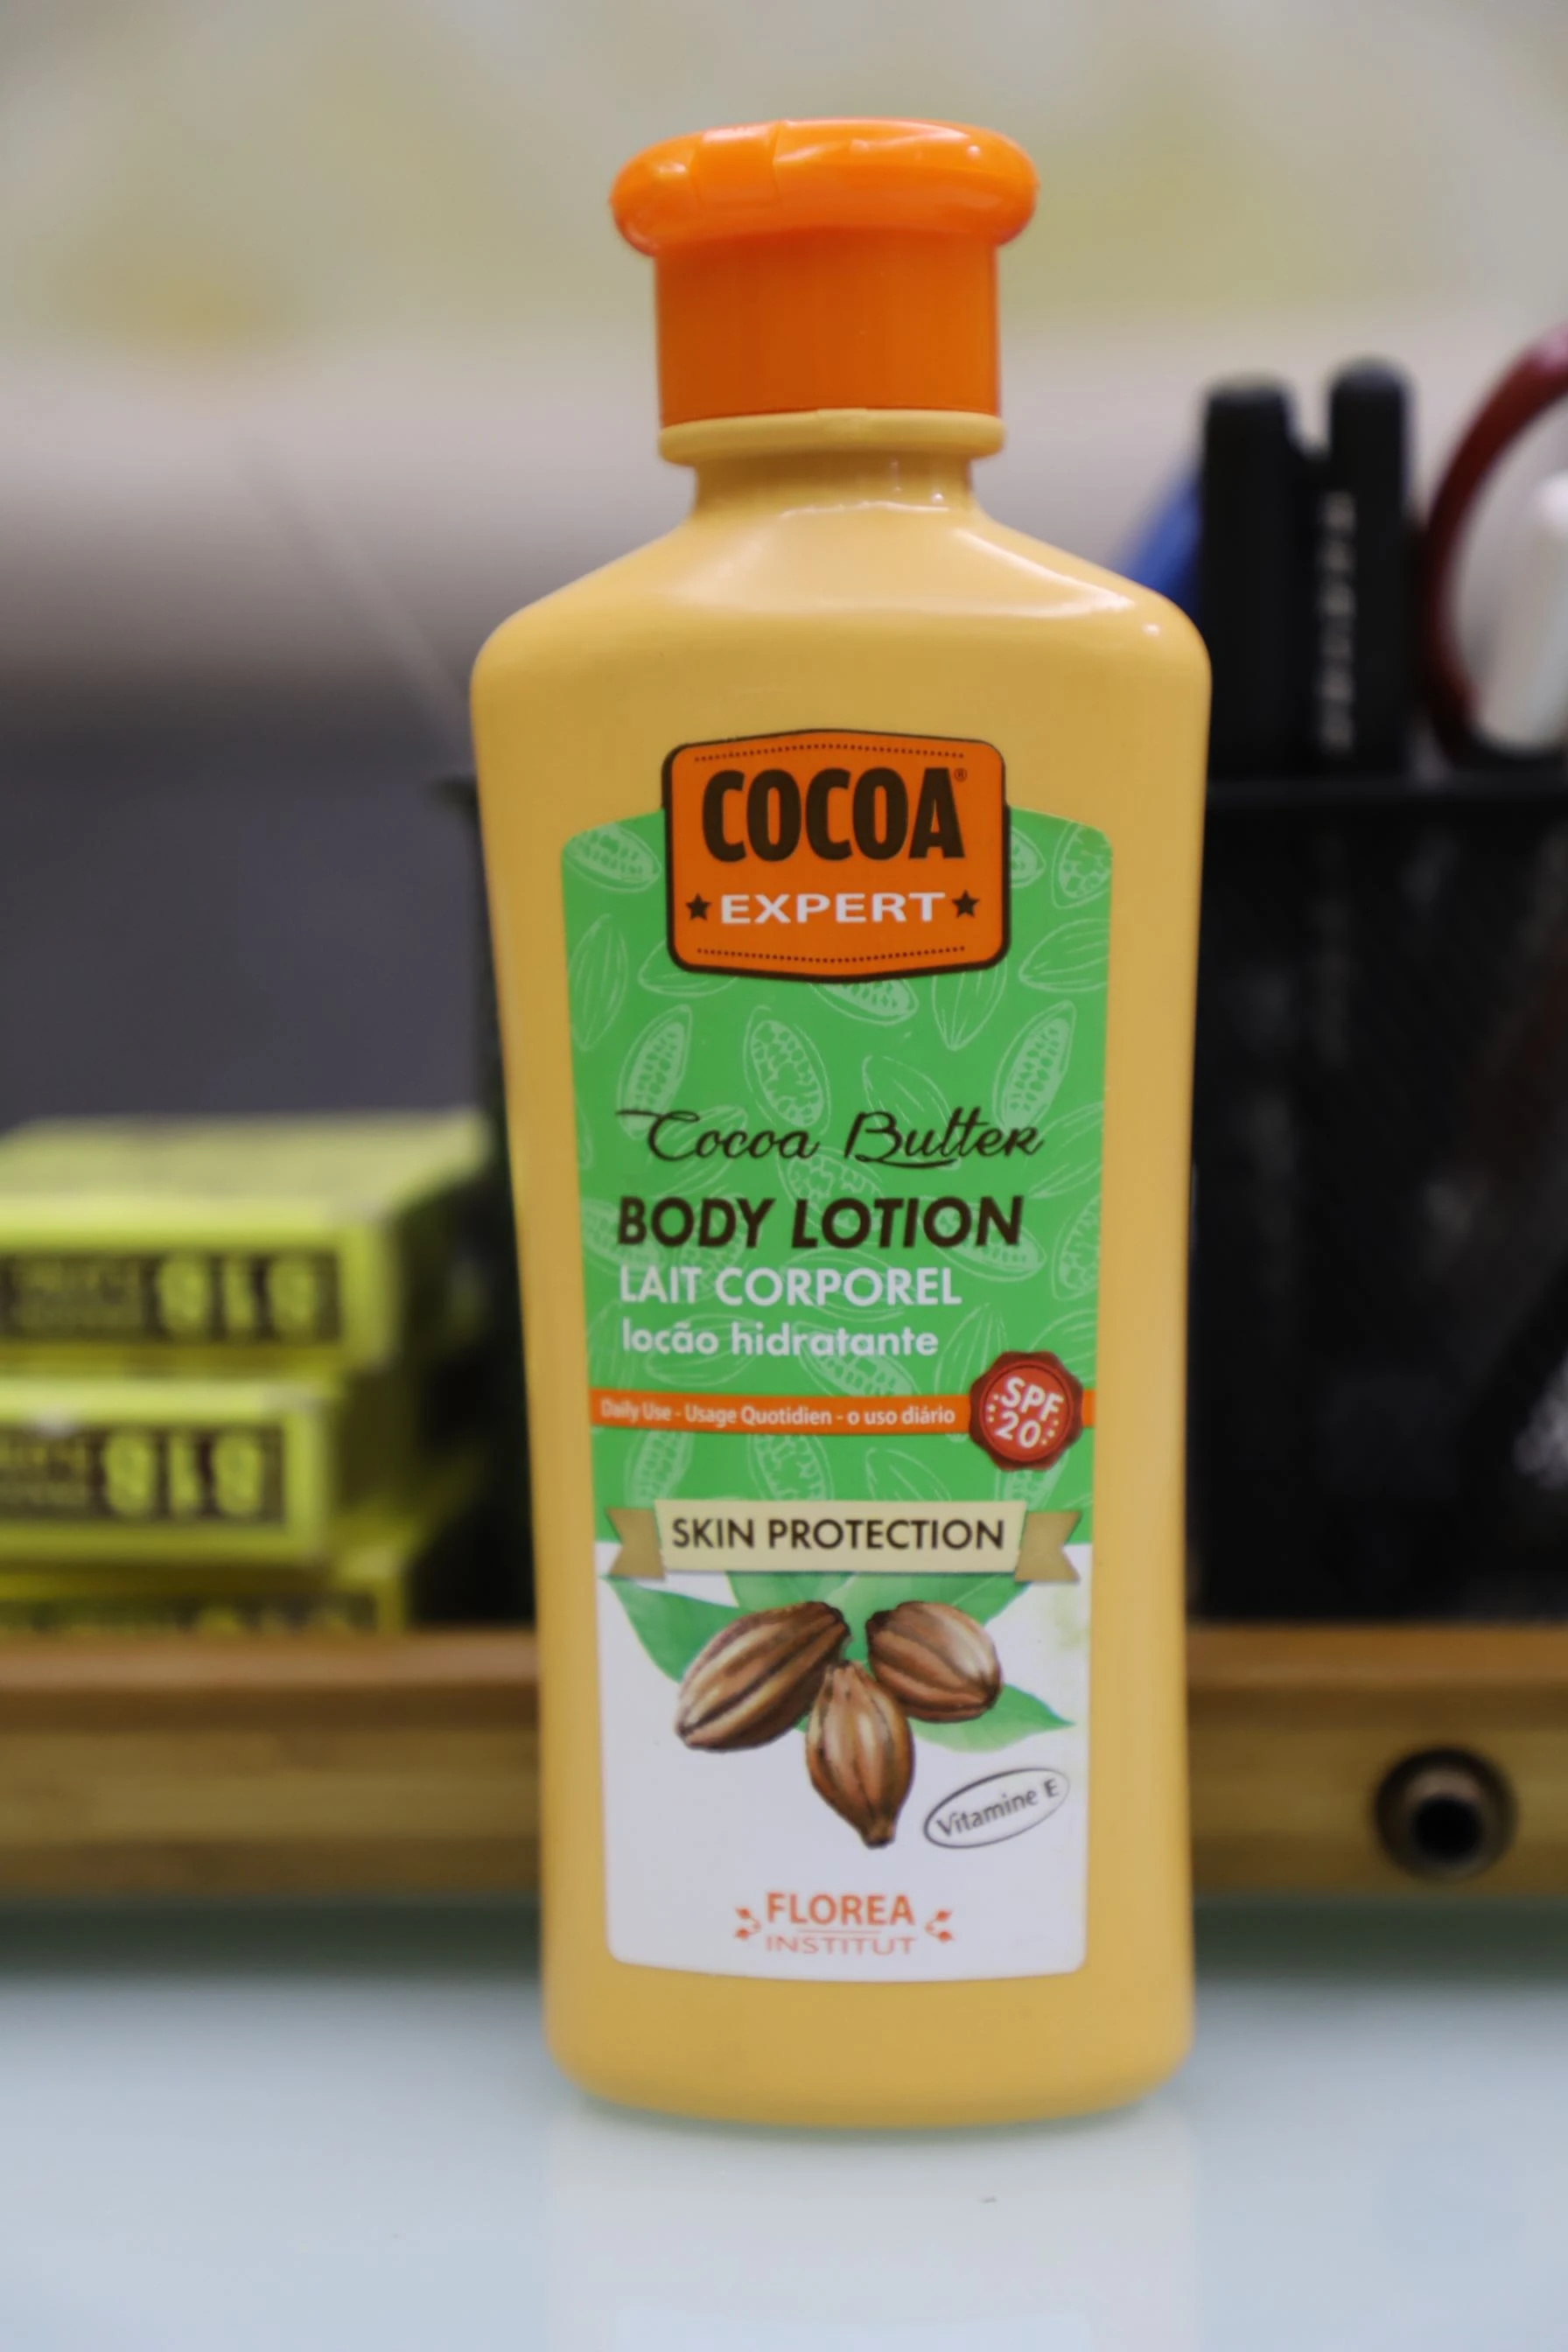 COCOA®
EXPERT
Cocoa Butter
BODY LOTION
LAIT CORPOREL
locão hidratante
Daily Use - Usage Quotidien - o uso diário
SPF
20
SKIN PROTECTION
Vitamine E
FLOREA
INSTITUT